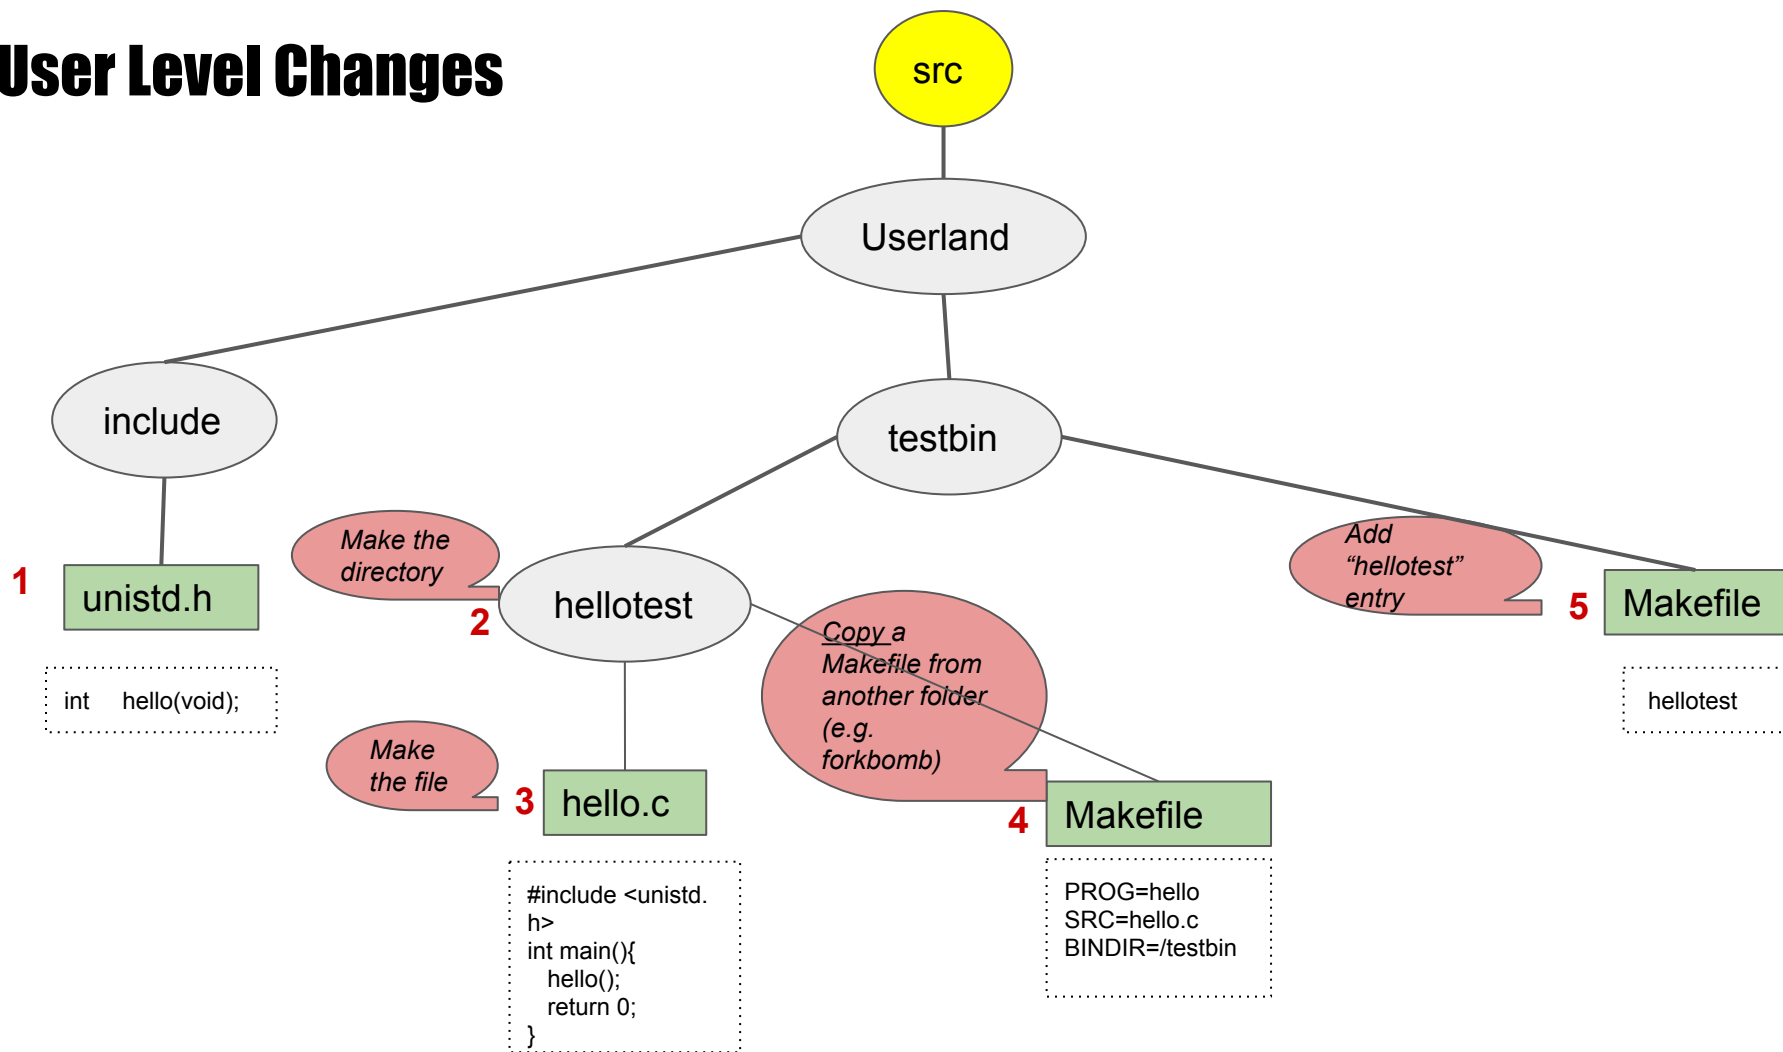 User Level Changes
src
Userland
include
testbin
1
unistd.h
int hello(void);
Make the
directory
2
hellotest
Make
the file
3
hello.c
#include <unistd.
h>
int main(){
hello();
return 0;
}
Copy a
Makefile from
another folder
(e.g.
forkbomb)
4
Makefile
PROG=hello
SRC=hello.c
BINDIR=/testbin
Add
“hellotest”
entry
5
Makefile
hellotest